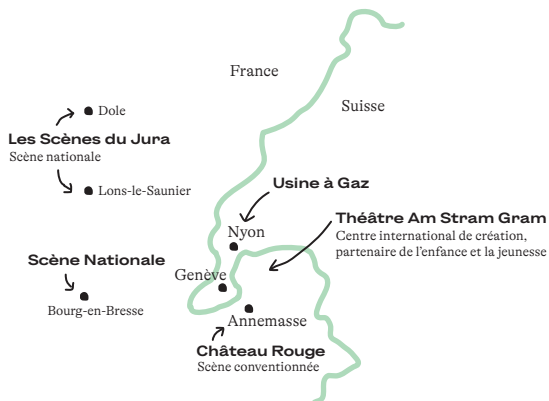 France
Suisse
Dole
Les Scènes du Jura
Scène nationale
Lons-le-Saunier
Usine à Gaz
Théâtre Am Stram Gram
Centre international de création,
partenaire de l'enfance et la jeunesse
Nyon
Scène Nationale
Genève
Bourg-en-Bresse
Annemasse
Château Rouge
Scène conventionnée